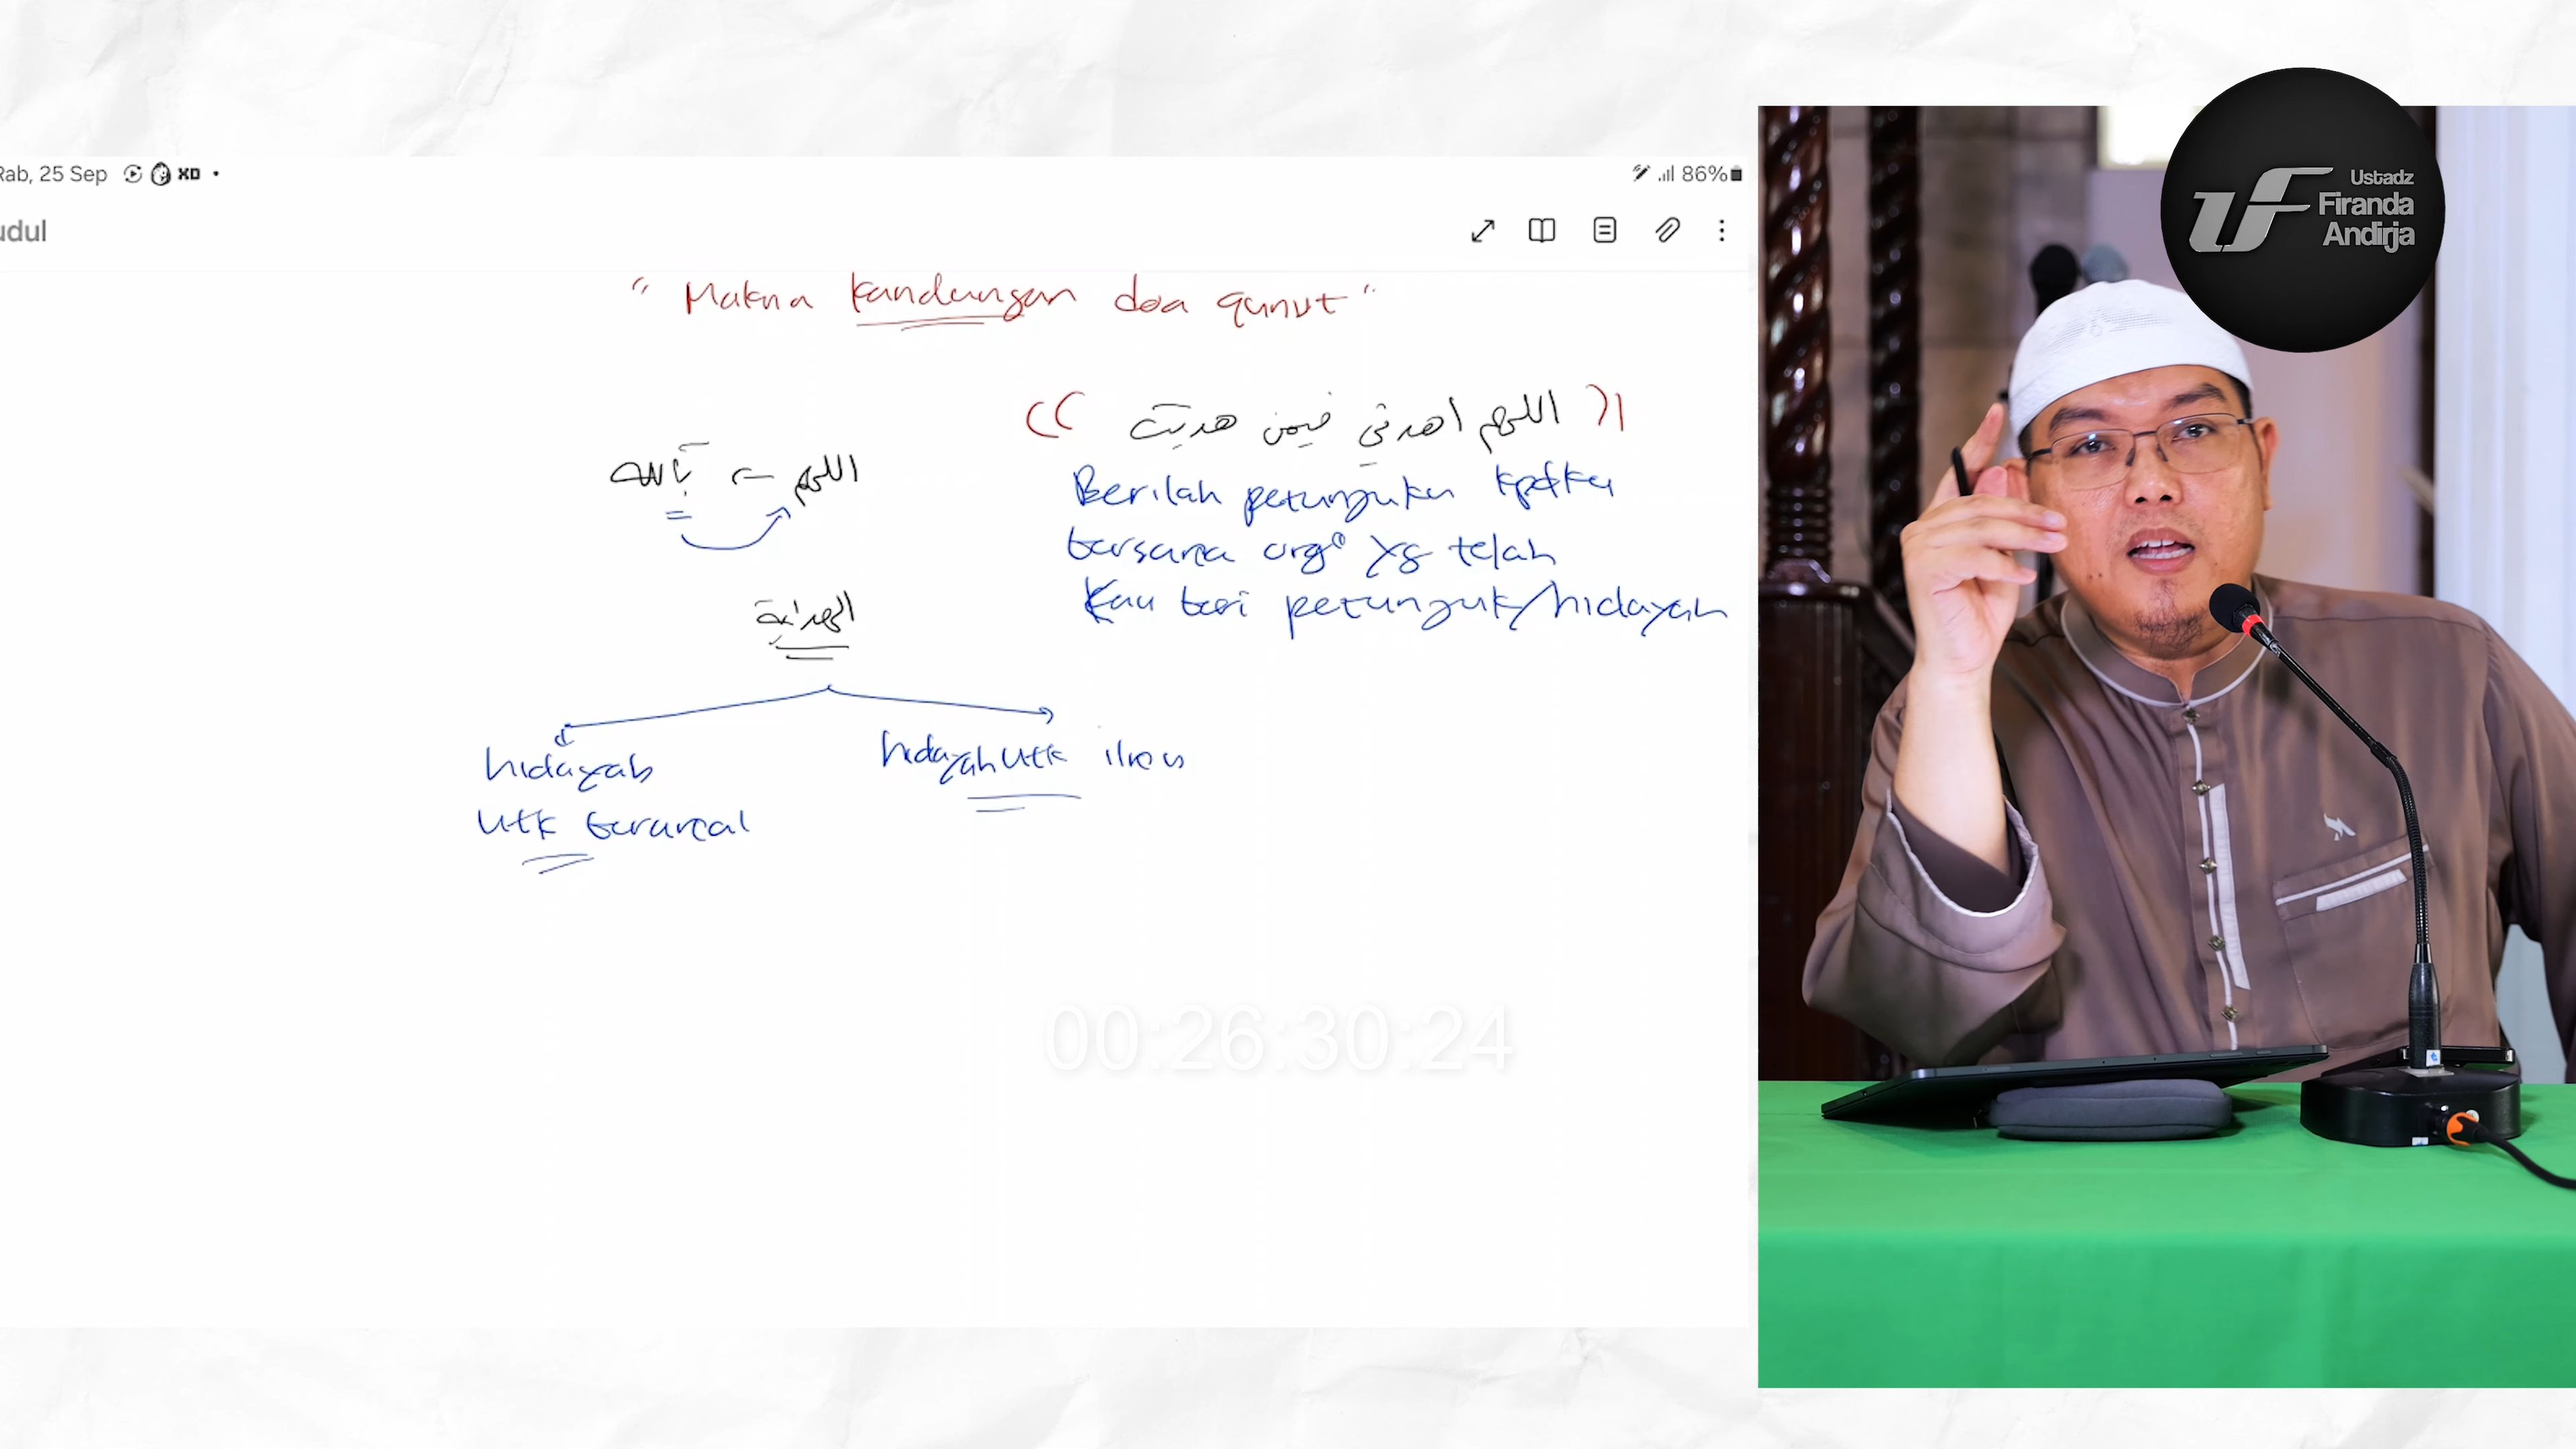 Rab, 25 Sep XD •
86%
udul
Ustadz
Firanda
Andirja
UF
"Makna kandungan doa qunut"
(( اللهم اهدني فيمن هديت ))
Berilah petunjuk kpdku
bersama org² yg telah
Kau beri petunjuk/hidayah
اللهم ← يا الله
الهداية
hidayah utk ilmu
hidayah
utk beramal
00:26:30:24